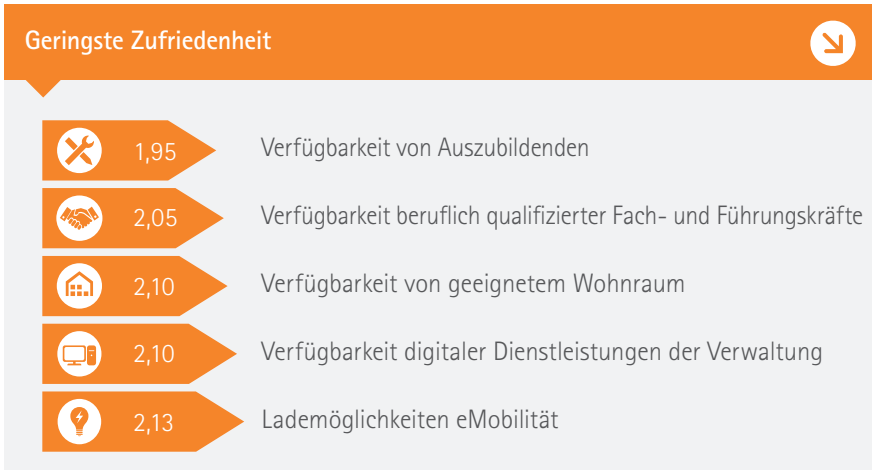 Geringste Zufriedenheit
1,95 Verfügbarkeit von Auszubildenden
2,05 Verfügbarkeit beruflich qualifizierter Fach- und Führungskräfte
2,10 Verfügbarkeit von geeignetem Wohnraum
2,10 Verfügbarkeit digitaler Dienstleistungen der Verwaltung
2,13 Lademöglichkeiten eMobilität